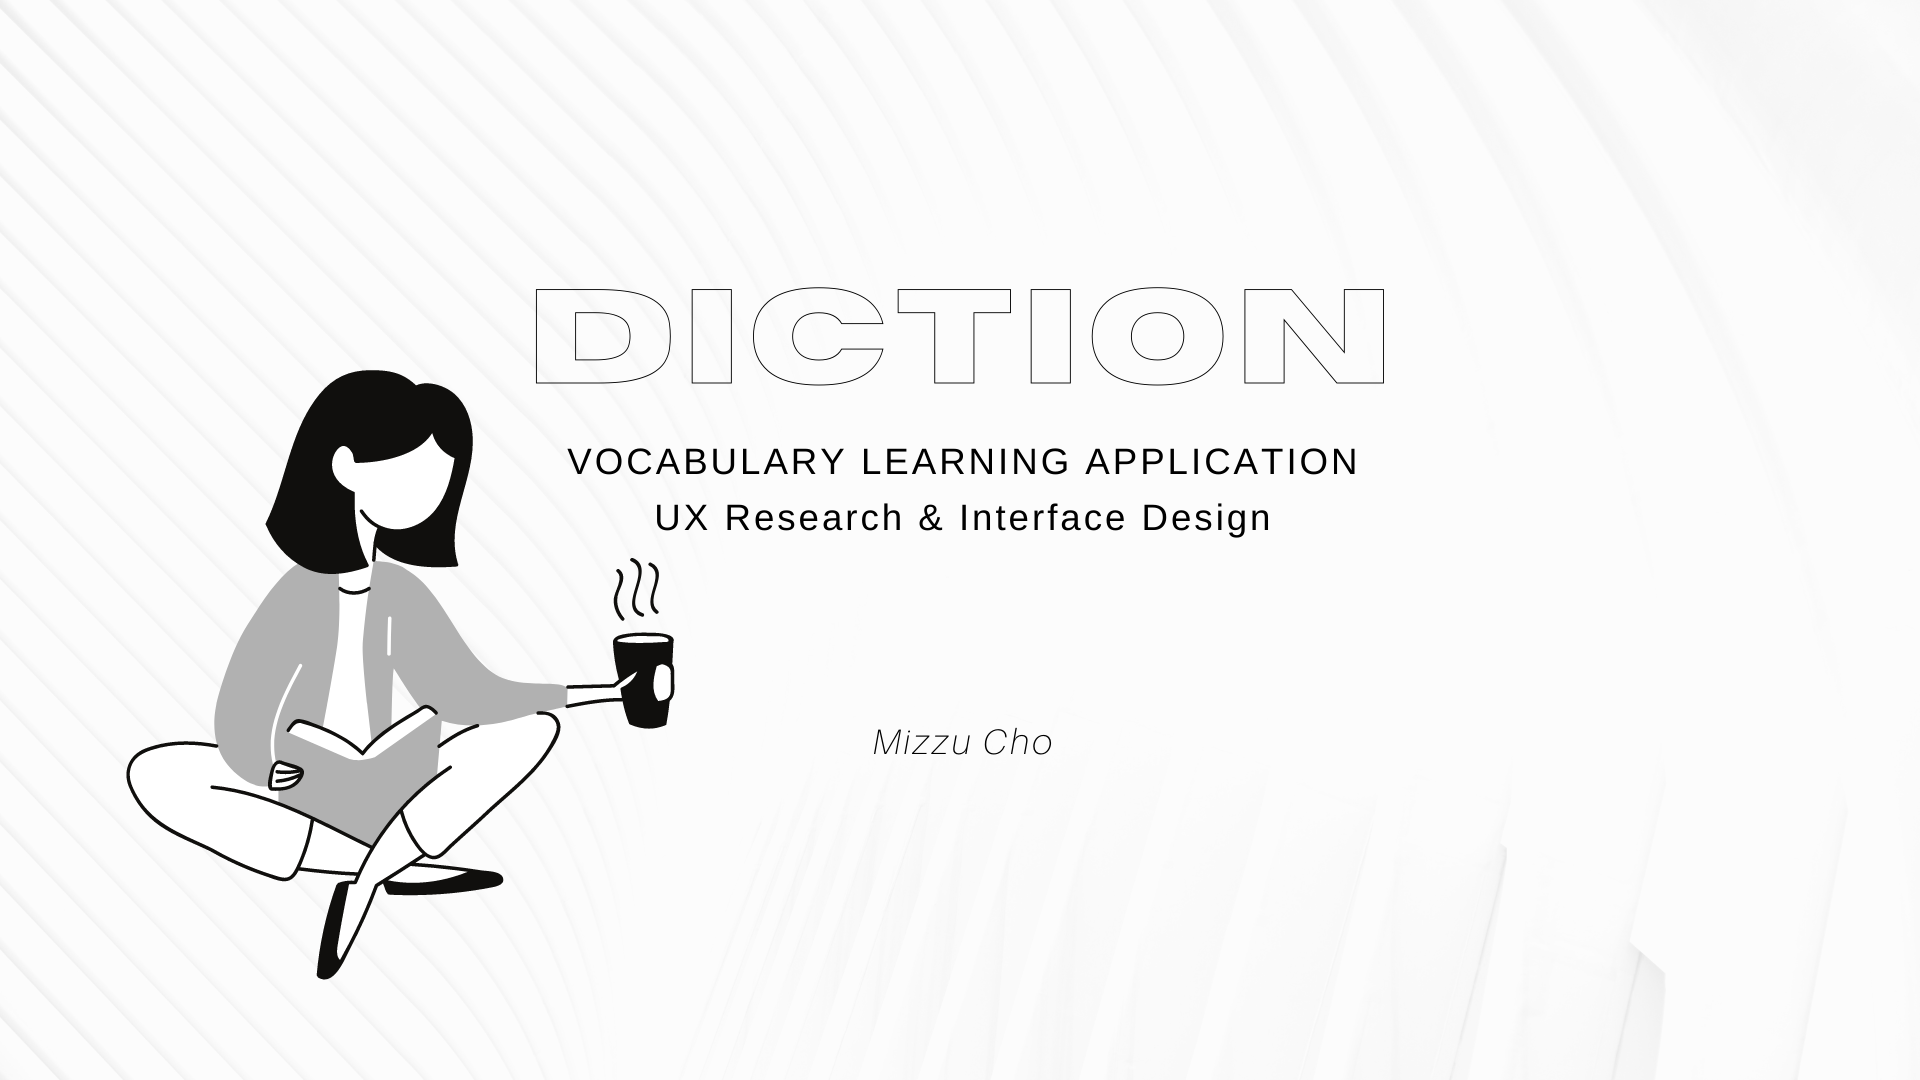 DICTION
VOCABULARY LEARNING APPLICATION
UX Research & Interface Design
Mizzu Cho